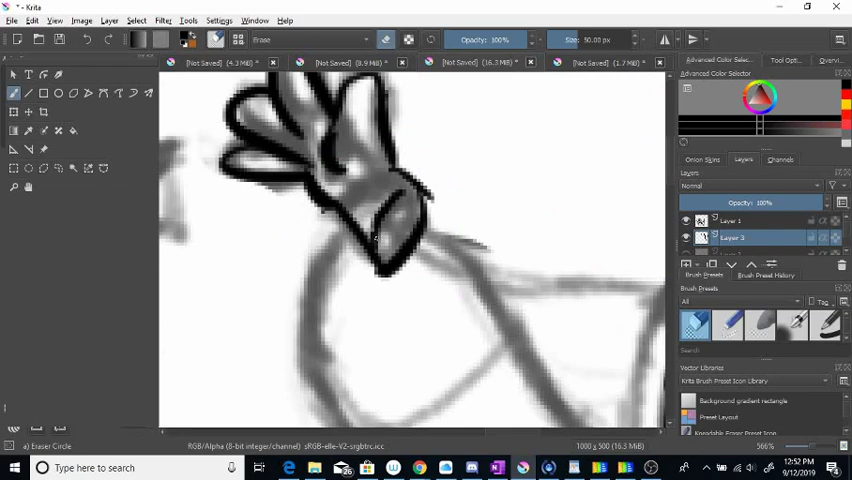 * - Krita
File Edit View Image Layer Select Filter Tools Settings Window Help
Erase Opacity: 100% Size: 50.00 px
[Not Saved] (4.3 MiB) * [Not Saved] (8.9 MiB) * [Not Saved] (16.3 MiB) * [Not Saved] (1.7 MiB) *
Advanced Color Sele... Tool Opt... Overvi...
Advanced Color Selector
Onion Skins Layers Channels
Layers
Normal
Opacity: 100%
Layer 1
Layer 3
Brush Presets Brush Preset History
Brush Presets
All Tag
Search
Vector Libraries
Krita Brush Preset Icon Library
Background gradient rectangle
Preset Layout
a) Eraser Circle RGB/Alpha (8-bit integer/channel) sRGB-elle-V2-srgbtrc.icc 1000 x 500 (16.3 MiB) 566%
Type here to search 26 12:52 PM
9/12/2019